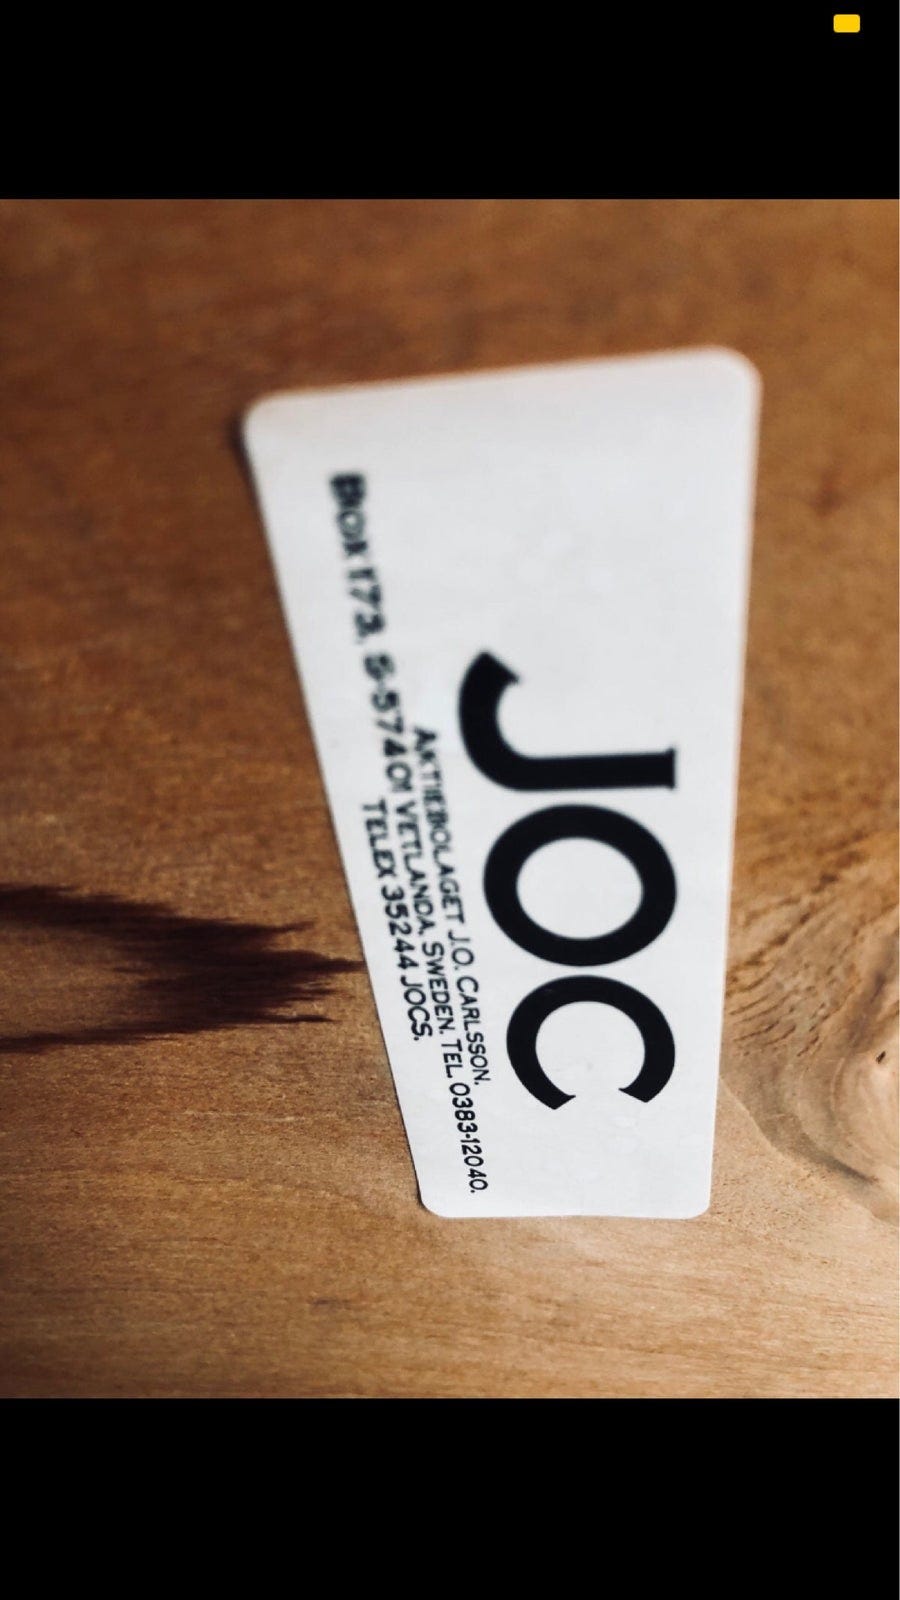 JOC
AKTIEBOLAGET J.O. CARLSSON.
BOX 173. S-574 01 VETLANDA. SWEDEN. TEL. 0383-12040.
TELEX 35244 JOCS.